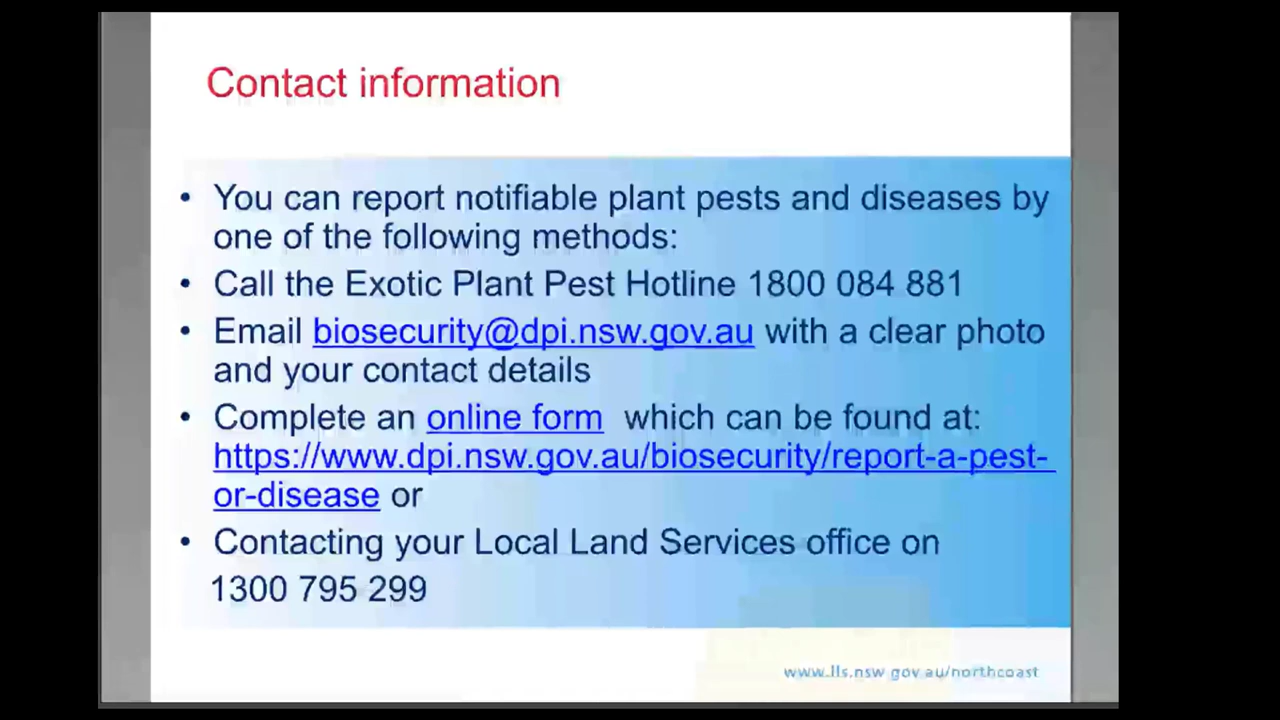 Contact information
• You can report notifiable plant pests and diseases by
one of the following methods:
• Call the Exotic Plant Pest Hotline 1800 084 881
• Email biosecurity@dpi.nsw.gov.au with a clear photo
and your contact details
• Complete an online form which can be found at:
https://www.dpi.nsw.gov.au/biosecurity/report-a-pest-
or-disease or
• Contacting your Local Land Services office on
1300 795 299
www.lls.nsw.gov.au/northcoast